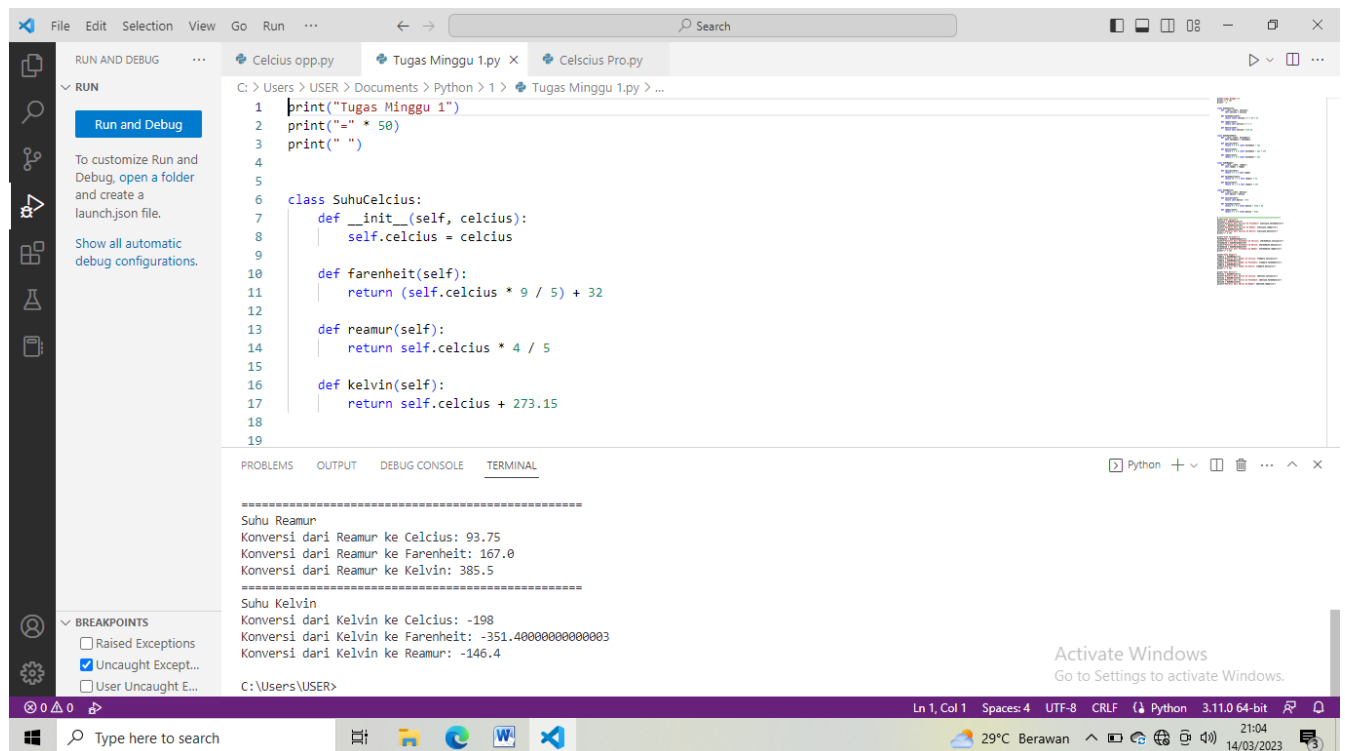 File Edit Selection View Go Run ... Search
RUN AND DEBUG ...
RUN
Run and Debug
To customize Run and
Debug, open a folder
and create a
launch.json file.
Show all automatic
debug configurations.
BREAKPOINTS
Raised Exceptions
Uncaught Except...
User Uncaught E...
Celcius opp.py Tugas Minggu 1.py Celscius Pro.py
C: > Users > USER > Documents > Python > 1 > Tugas Minggu 1.py > ...
1 print("Tugas Minggu 1")
2 print("=" * 50)
3 print(" ")
4
5
6 class SuhuCelcius:
7 def __init__(self, celcius):
8 self.celcius = celcius
9
10 def farenheit(self):
11 return (self.celcius * 9 / 5) + 32
12
13 def reamur(self):
14 return self.celcius * 4 / 5
15
16 def kelvin(self):
17 return self.celcius + 273.15
18
19
PROBLEMS OUTPUT DEBUG CONSOLE TERMINAL Python
==================================================
Suhu Reamur
Konversi dari Reamur ke Celcius: 93.75
Konversi dari Reamur ke Farenheit: 167.0
Konversi dari Reamur ke Kelvin: 385.5
==================================================
Suhu Kelvin
Konversi dari Kelvin ke Celcius: -198
Konversi dari Kelvin ke Farenheit: -351.40000000000003
Konversi dari Kelvin ke Reamur: -146.4
C:\Users\USER>
Activate Windows
Go to Settings to activate Windows.
0 0 Ln 1, Col 1 Spaces: 4 UTF-8 CRLF Python 3.11.0 64-bit
Type here to search 29°C Berawan 21:04
14/03/2023 3